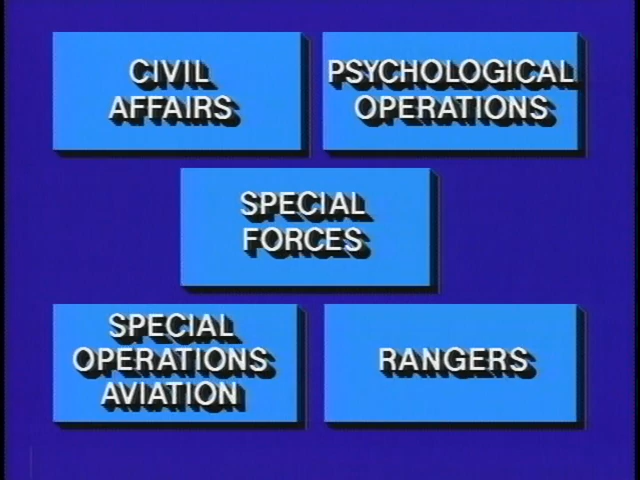 CIVIL
AFFAIRS
PSYCHOLOGICAL
OPERATIONS
SPECIAL
FORCES
SPECIAL
OPERATIONS
AVIATION
RANGERS